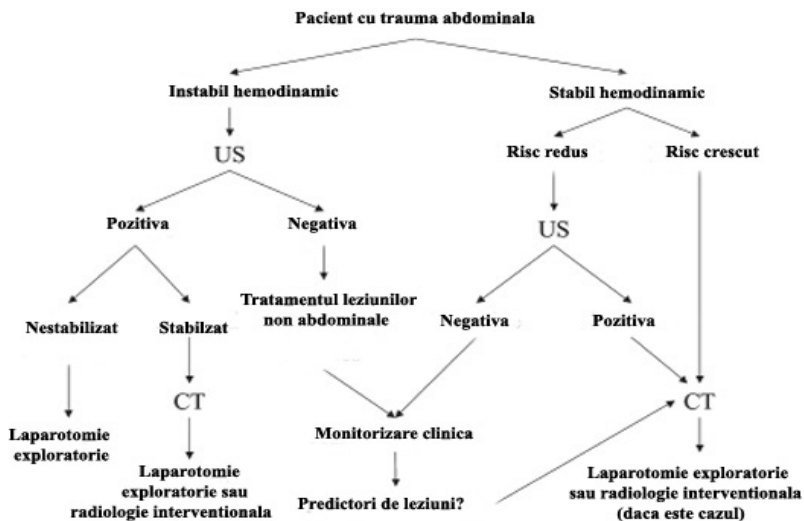 Pacient cu trauma abdominala
Instabil hemodinamic
Stabil hemodinamic
US
Risc redus
Risc crescut
Pozitiva
Negativa
US
Nestabilizat
Stabilzat
Tratamentul leziunilor
non abdominale
Negativa
Pozitiva
CT
CT
Laparotomie
exploratorie
Monitorizare clinica
Laparotomie
exploratorie sau
radiologie interventionala
Predictori de leziuni?
Laparotomie exploratorie
sau radiologie interventionala
(daca este cazul)